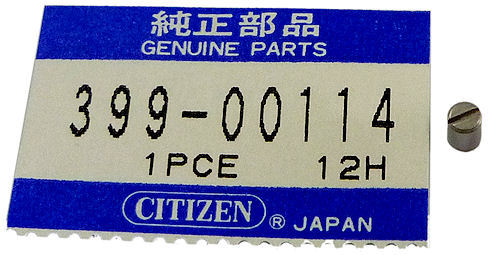 純正部品
GENUINE PARTS
399-00114
1PCE 12H
CITIZEN ® JAPAN